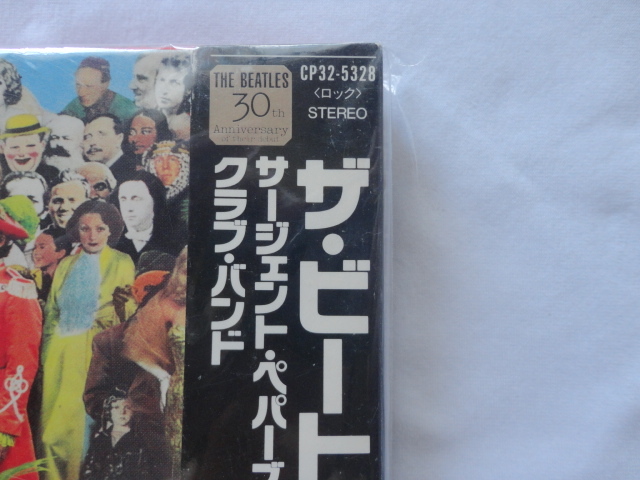 THE BEATLES
30th
Anniversary
CP32-5328
〈ロック〉
STEREO
ザ・ビート
サージェント・ペパーズ
クラブ・バンド